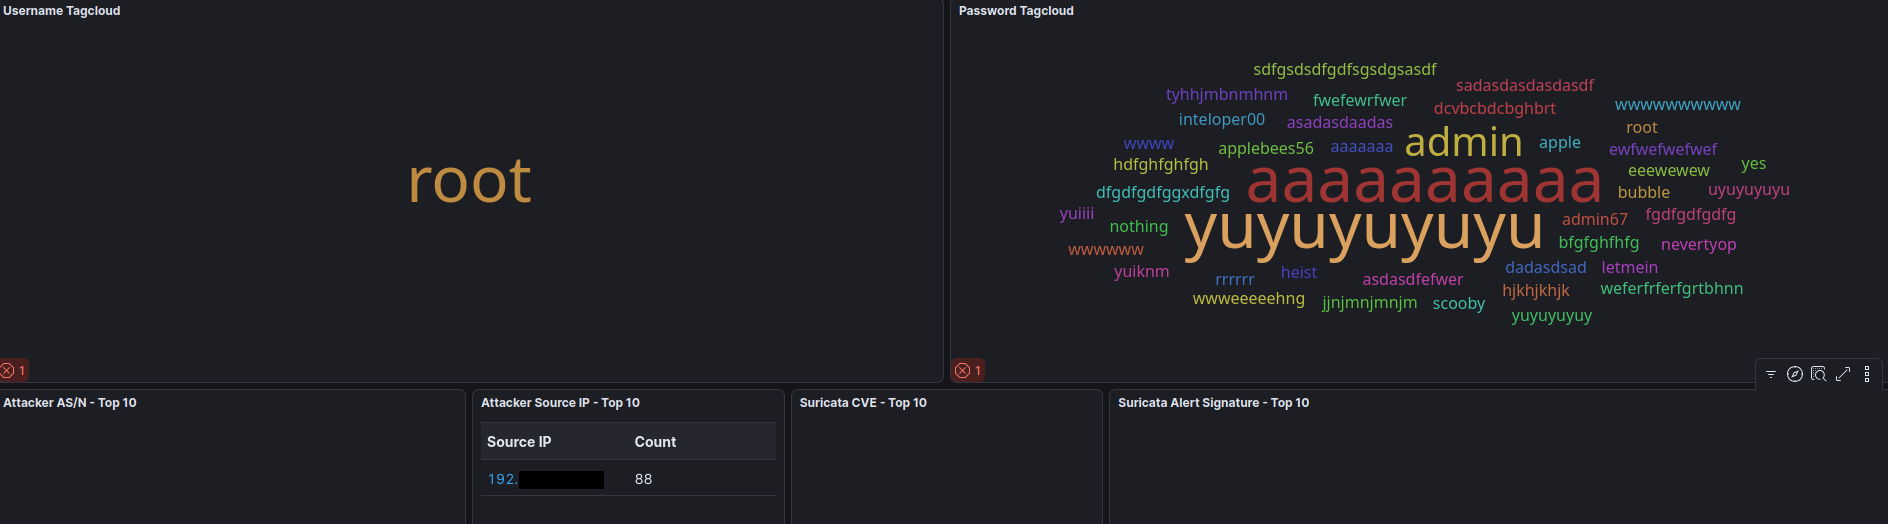 Username Tagcloud
root
1
Password Tagcloud
sdfgsdsdfgdfsgsdgsasdf
sadasdasdasdasdf
tyhhjmbnmhnm fwefewrfwer dcvbcbdcbghbrt wwwwwwwwww
inteloper00 asadasdaadas admin apple root
wwww applebees56 aaaaaaa ewfwefwefwef
hdfghfghfgh aaaaaaaaaa eeewewew yes
dfgdfgdfggxdfgfg bubble uyuyuyuyu
yuiiii nothing yuyuyuyuyu admin67 fgdfgdfgdfg
wwwwww bfgfghfhfg nevertyop
yuiknm rrrrrr heist asdasdfefwer dadasdsad letmein
wwweeeeehng jjnjmnjmnjm scooby hjkhjkhjk weferfrferfgrtbhnn
yuyuyuyuy
1
Attacker AS/N - Top 10
Attacker Source IP - Top 10
Source IP Count
192. 88
Suricata CVE - Top 10
Suricata Alert Signature - Top 10